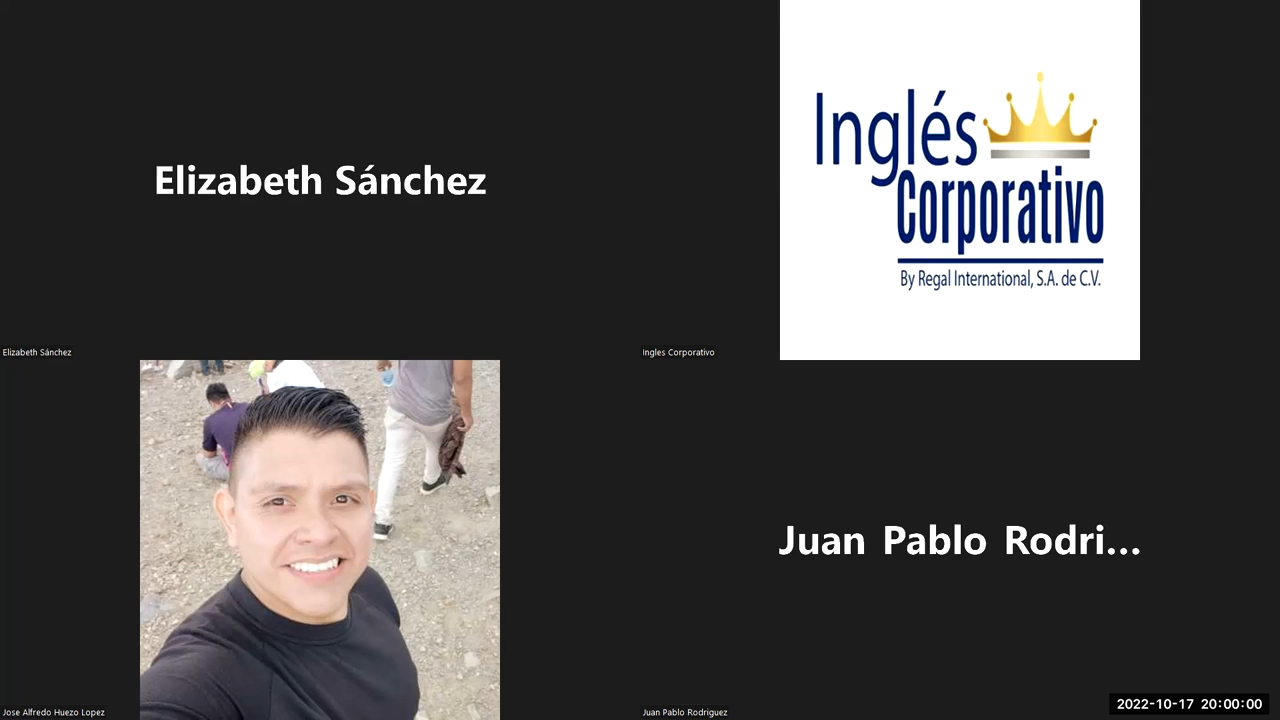 Elizabeth Sánchez
Inglés
Corporativo
By Regal International, S.A. de C.V.
Elizabeth Sánchez
Ingles Corporativo
Juan Pablo Rodri...
Jose Alfredo Huezo Lopez
Juan Pablo Rodriguez
2022-10-17 20:00:00